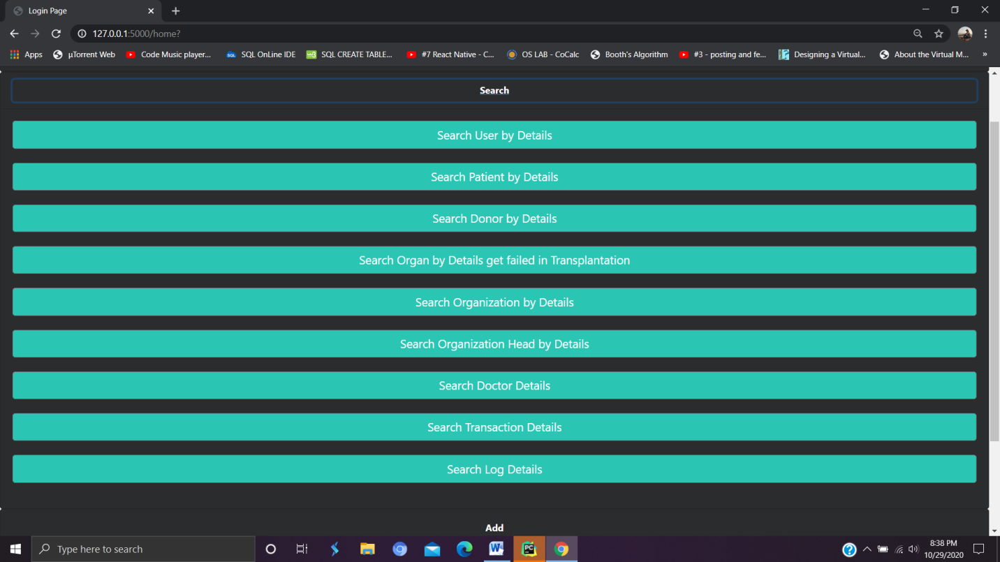 Login Page
127.0.0.1:5000/home?
Apps
µTorrent Web
Code Music player...
SQL OnLine IDE
SQL CREATE TABLE...
#7 React Native - C...
OS LAB - CoCalc
Booth's Algorithm
#3 - posting and fe...
Designing a Virtual...
About the Virtual M...
»
Search
Search User by Details
Search Patient by Details
Search Donor by Details
Search Organ by Details get failed in Transplantation
Search Organization by Details
Search Organization Head by Details
Search Doctor Details
Search Transaction Details
Search Log Details
Add
Type here to search
PC
8:38 PM
10/29/2020